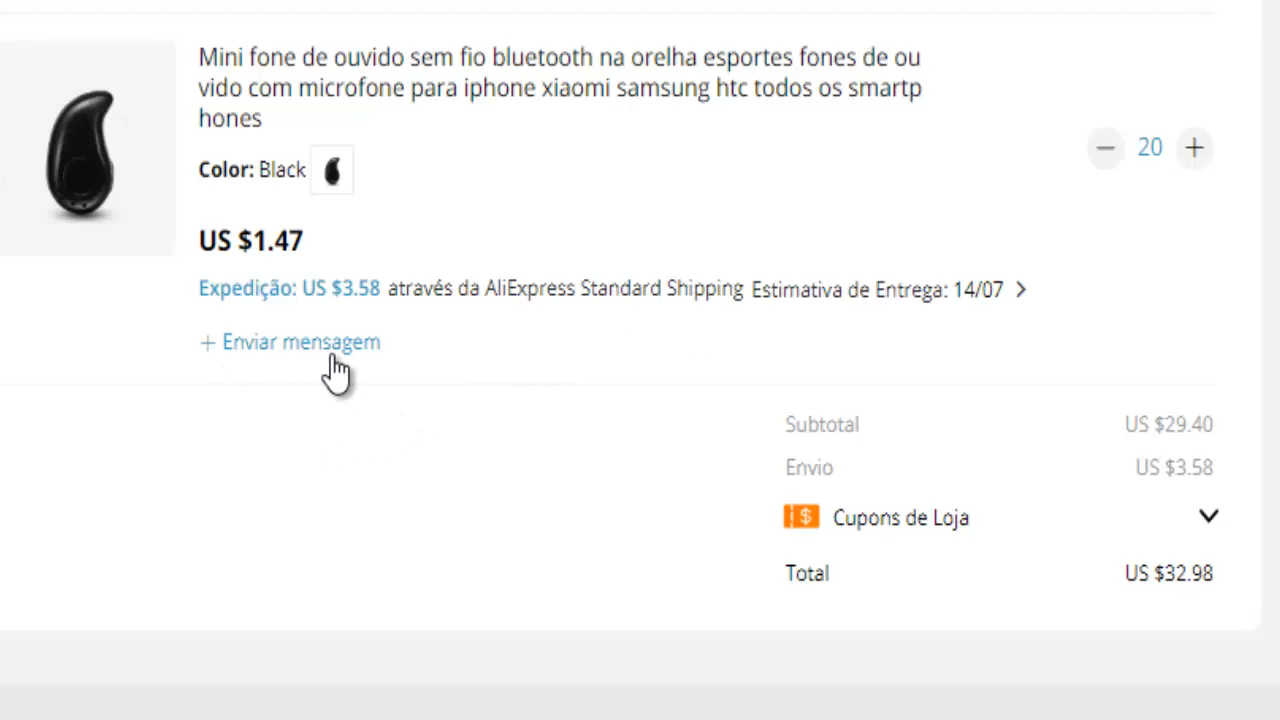 Mini fone de ouvido sem fio bluetooth na orelha esportes fones de ou
vido com microfone para iphone xiaomi samsung htc todos os smartp
hones
Color: Black
20
US $1.47
Expedição: US $3.58 através da AliExpress Standard Shipping Estimativa de Entrega: 14/07
+ Enviar mensagem
Subtotal US $29.40
Envio US $3.58
Cupons de Loja
Total US $32.98